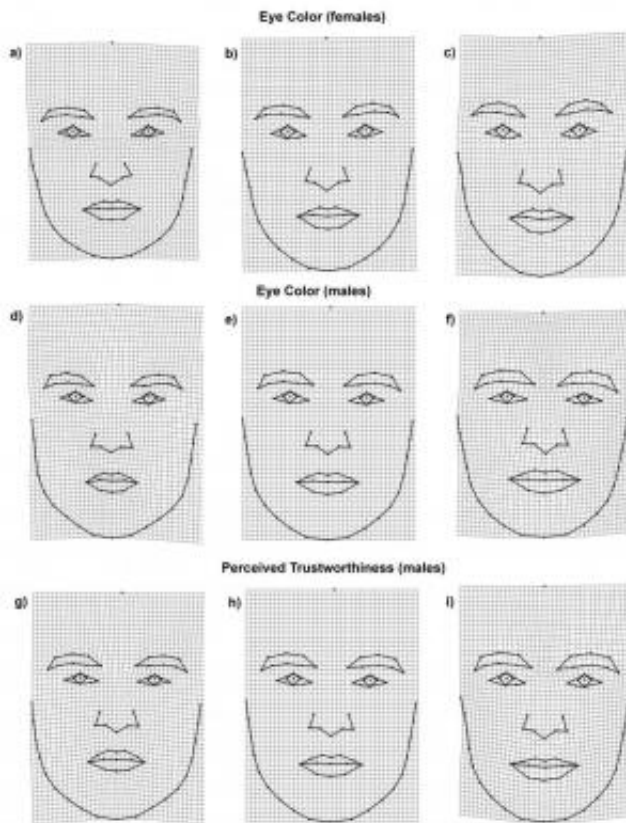 Eye Color (females)
a) b) c)
Eye Color (males)
d) e) f)
Perceived Trustworthiness (males)
g) h) i)